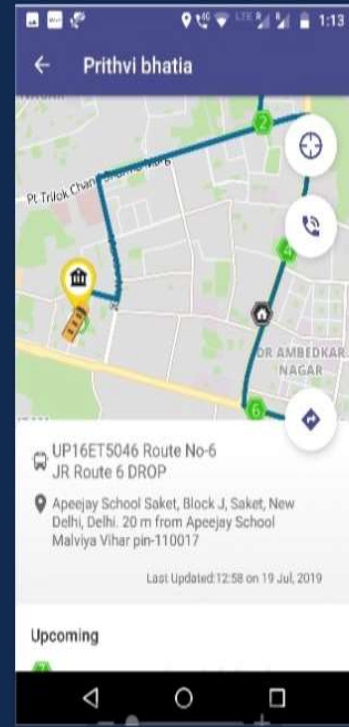 1:13
Prithvi bhatia
2
Pt Trilok Chand Sharma Marg
4
DR AMBEDKAR
NAGAR
6
UP16ET5046 Route No-6
JR Route 6 DROP
Apeejay School Saket, Block J, Saket, New
Delhi, Delhi. 20 m from Apeejay School
Malviya Vihar pin-110017
Last Updated:12:58 on 19 Jul, 2019
Upcoming